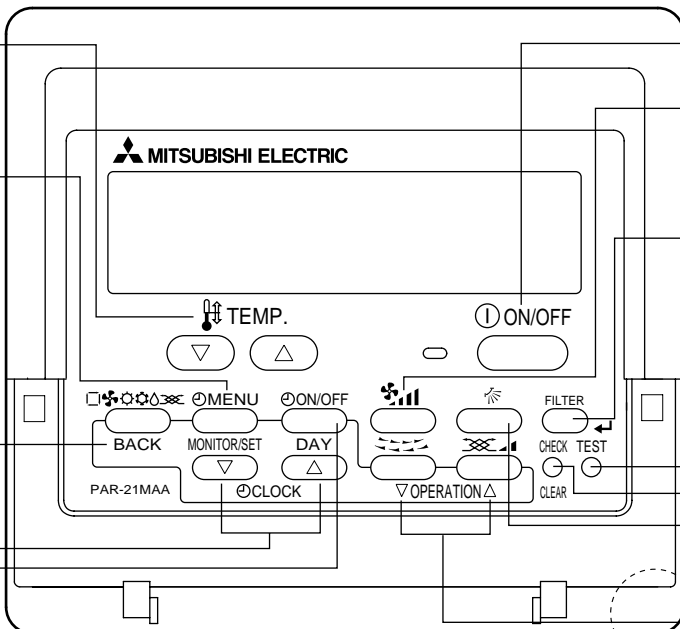 MITSUBISHI ELECTRIC
TEMP.
ON/OFF
MENU
ON/OFF
FILTER
BACK
MONITOR/SET
DAY
CHECK
TEST
PAR-21MAA
CLOCK
OPERATION
CLEAR